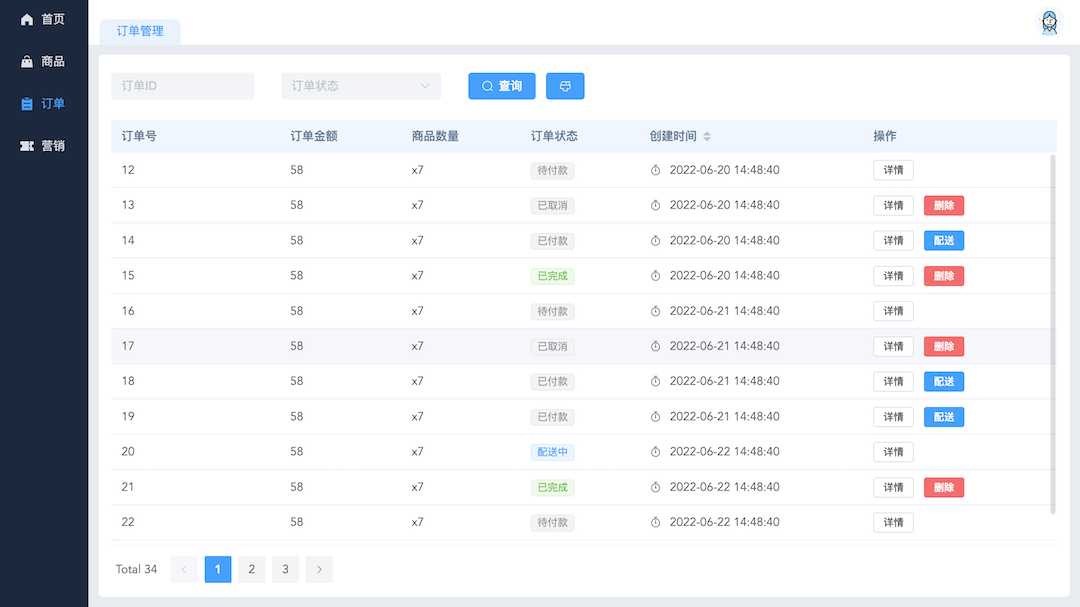 首页
商品
订单
营销
订单管理
订单ID 订单状态 查询
订单号 订单金额 商品数量 订单状态 创建时间 操作
12 58 x7 待付款 2022-06-20 14:48:40 详情
13 58 x7 已取消 2022-06-20 14:48:40 详情 删除
14 58 x7 已付款 2022-06-20 14:48:40 详情 配送
15 58 x7 已完成 2022-06-20 14:48:40 详情 删除
16 58 x7 待付款 2022-06-21 14:48:40 详情
17 58 x7 已取消 2022-06-21 14:48:40 详情 删除
18 58 x7 已付款 2022-06-21 14:48:40 详情 配送
19 58 x7 已付款 2022-06-21 14:48:40 详情 配送
20 58 x7 配送中 2022-06-22 14:48:40 详情
21 58 x7 已完成 2022-06-22 14:48:40 详情 删除
22 58 x7 待付款 2022-06-22 14:48:40 详情
Total 34 1 2 3